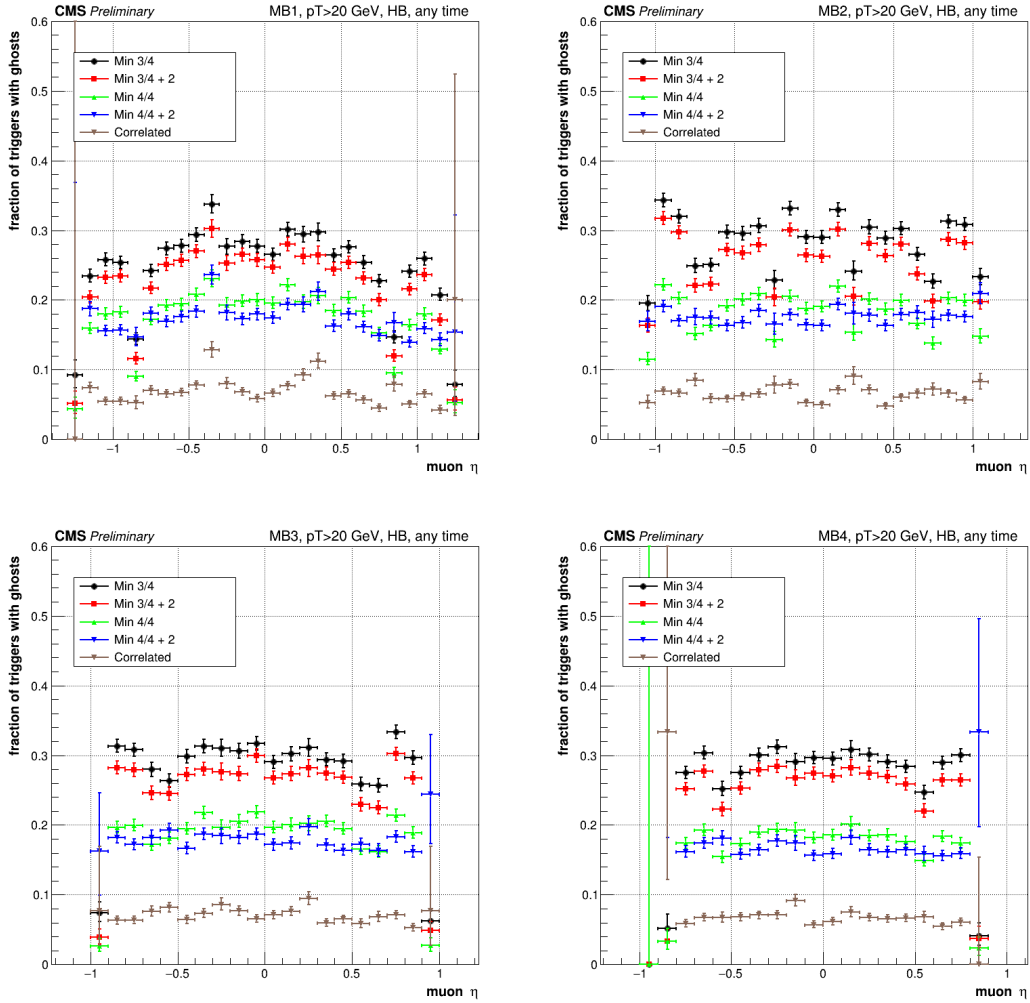 CMS Preliminary MB1, pT>20 GeV, HB, any time
fraction of triggers with ghosts
0.6
0.5
0.4
0.3
0.2
0.1
0
Min 3/4
Min 3/4 + 2
Min 4/4
Min 4/4 + 2
Correlated
−1 −0.5 0 0.5 1
muon η
CMS Preliminary MB2, pT>20 GeV, HB, any time
fraction of triggers with ghosts
0.6
0.5
0.4
0.3
0.2
0.1
0
Min 3/4
Min 3/4 + 2
Min 4/4
Min 4/4 + 2
Correlated
−1 −0.5 0 0.5 1
muon η
CMS Preliminary MB3, pT>20 GeV, HB, any time
fraction of triggers with ghosts
0.6
0.5
0.4
0.3
0.2
0.1
0
Min 3/4
Min 3/4 + 2
Min 4/4
Min 4/4 + 2
Correlated
−1 −0.5 0 0.5 1
muon η
CMS Preliminary MB4, pT>20 GeV, HB, any time
fraction of triggers with ghosts
0.6
0.5
0.4
0.3
0.2
0.1
0
Min 3/4
Min 3/4 + 2
Min 4/4
Min 4/4 + 2
Correlated
−1 −0.5 0 0.5 1
muon η